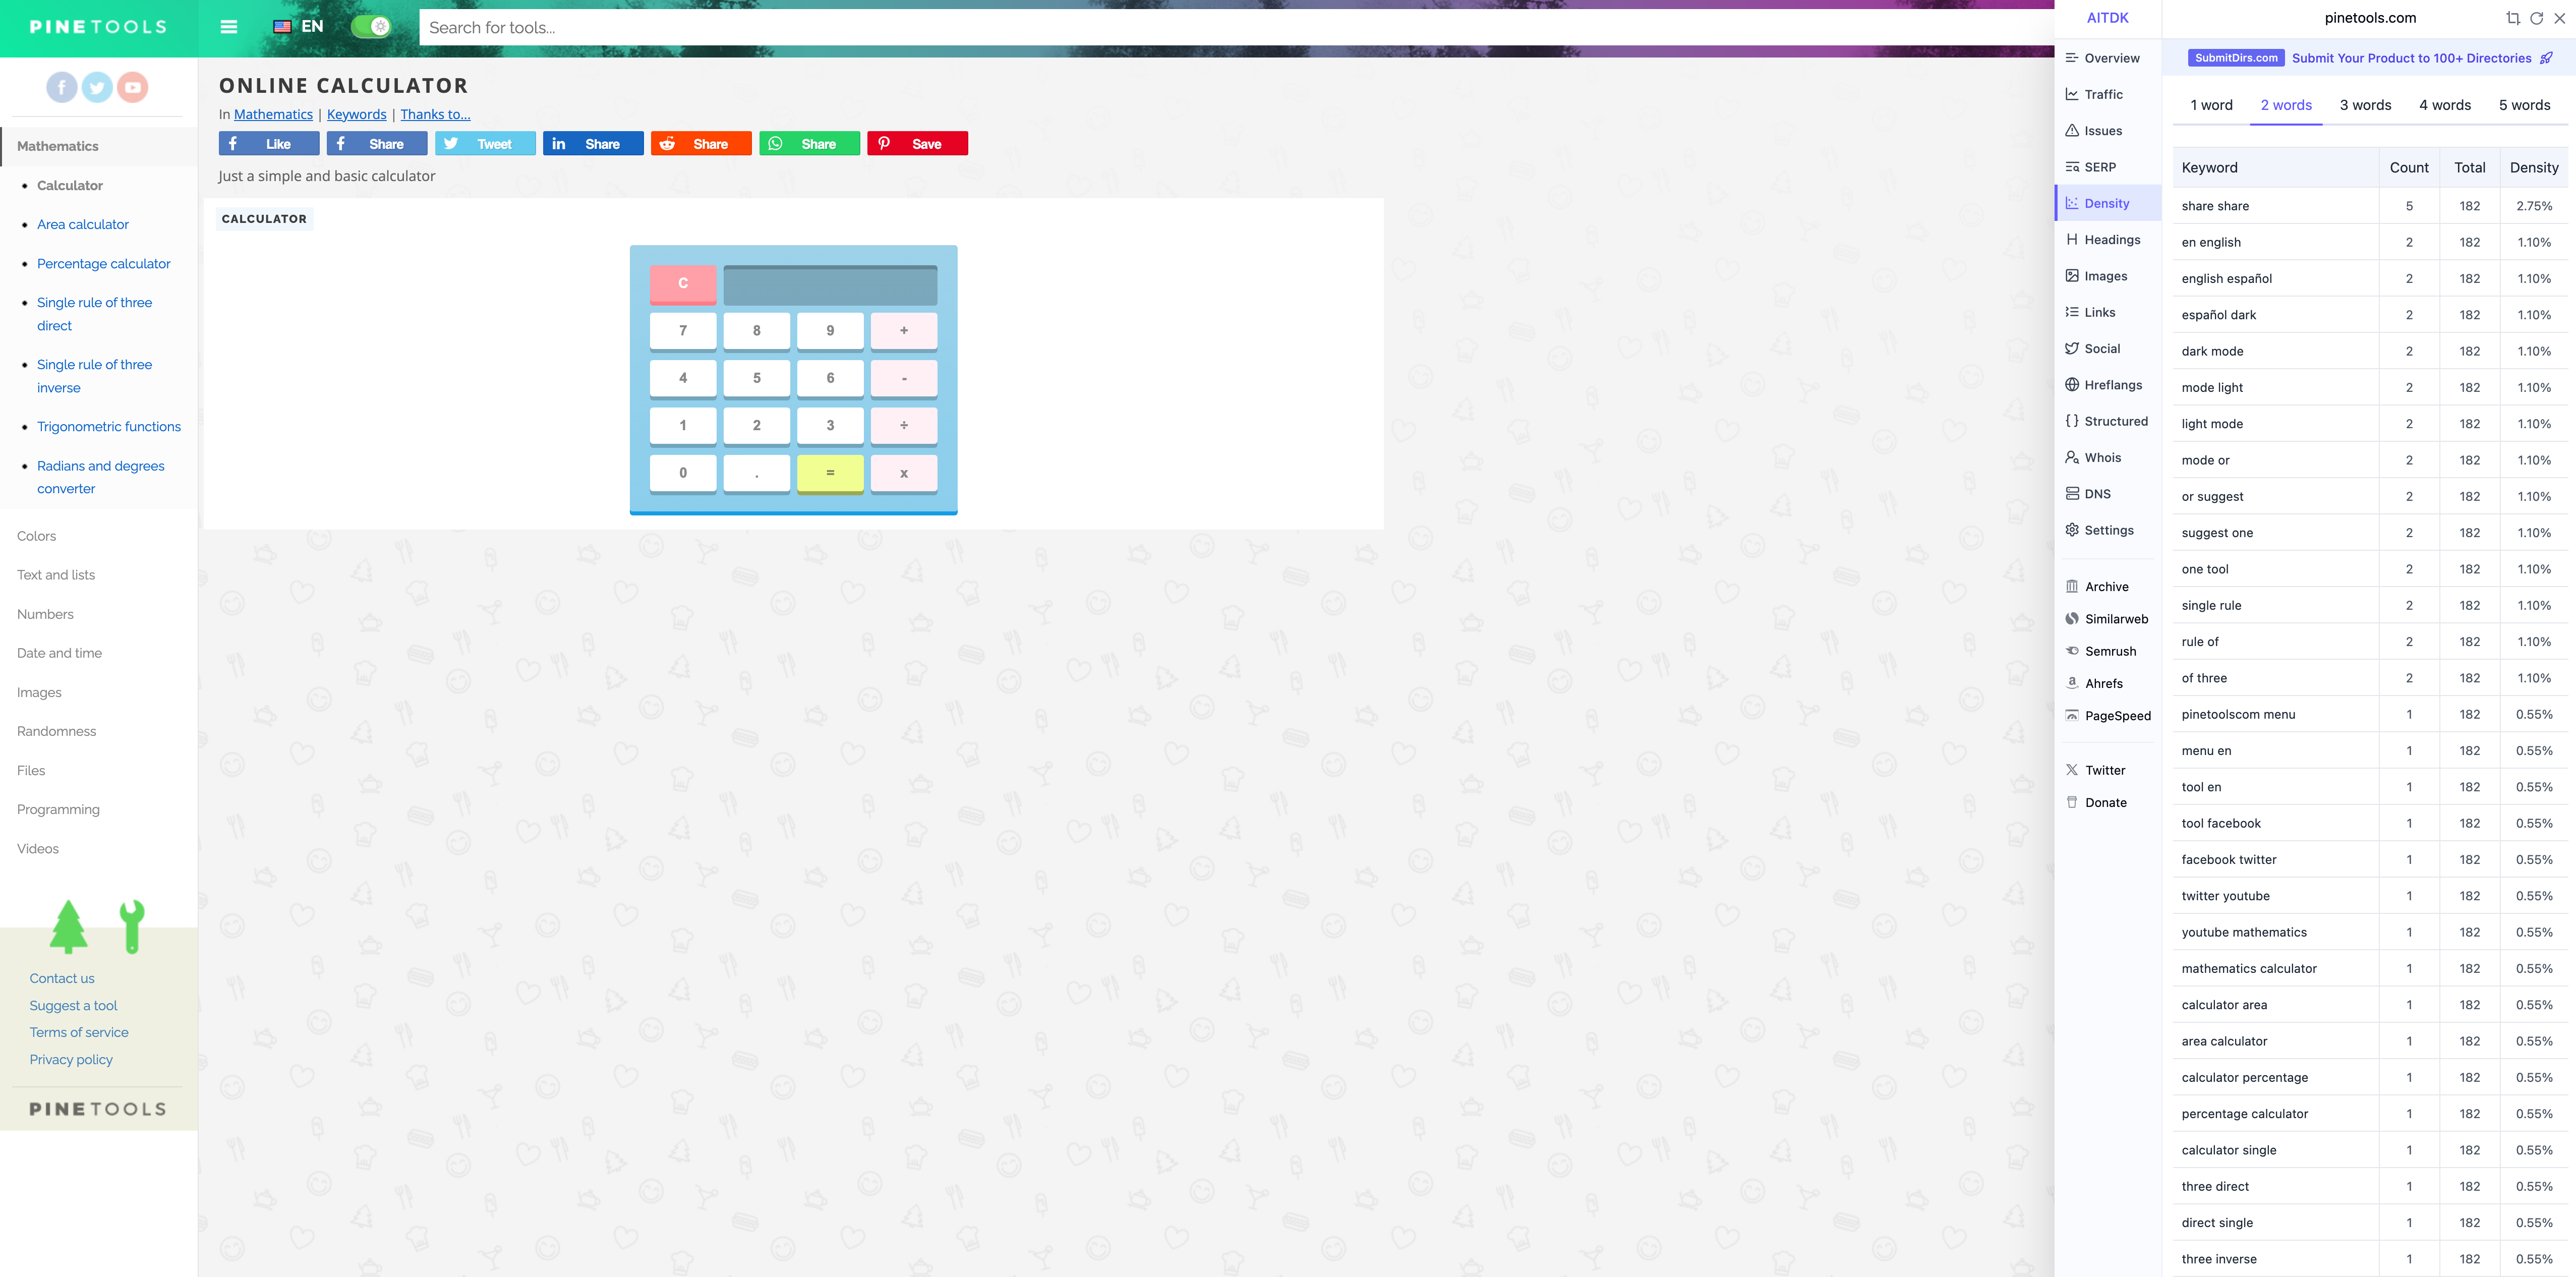 PINETOOLS
EN
Search for tools...
Mathematics
Calculator
Area calculator
Percentage calculator
Single rule of three
direct
Single rule of three
inverse
Trigonometric functions
Radians and degrees
converter
Colors
Text and lists
Numbers
Date and time
Images
Randomness
Files
Programming
Videos
Contact us
Suggest a tool
Terms of service
Privacy policy
PINETOOLS
ONLINE CALCULATOR
In Mathematics | Keywords | Thanks to...
Like Share Tweet Share Share Share Save
Just a simple and basic calculator
CALCULATOR
C
7 8 9 +
4 5 6 -
1 2 3 ÷
0 . = x
AITDK
Overview
Traffic
Issues
SERP
Density
Headings
Images
Links
Social
Hreflangs
Structured
Whois
DNS
Settings
Archive
Similarweb
Semrush
Ahrefs
PageSpeed
Twitter
Donate
pinetools.com
SubmitDirs.com Submit Your Product to 100+ Directories
1 word 2 words 3 words 4 words 5 words
Keyword Count Total Density
share share 5 182 2.75%
en english 2 182 1.10%
english español 2 182 1.10%
español dark 2 182 1.10%
dark mode 2 182 1.10%
mode light 2 182 1.10%
light mode 2 182 1.10%
mode or 2 182 1.10%
or suggest 2 182 1.10%
suggest one 2 182 1.10%
one tool 2 182 1.10%
single rule 2 182 1.10%
rule of 2 182 1.10%
of three 2 182 1.10%
pinetoolscom menu 1 182 0.55%
menu en 1 182 0.55%
tool en 1 182 0.55%
tool facebook 1 182 0.55%
facebook twitter 1 182 0.55%
twitter youtube 1 182 0.55%
youtube mathematics 1 182 0.55%
mathematics calculator 1 182 0.55%
calculator area 1 182 0.55%
area calculator 1 182 0.55%
calculator percentage 1 182 0.55%
percentage calculator 1 182 0.55%
calculator single 1 182 0.55%
three direct 1 182 0.55%
direct single 1 182 0.55%
three inverse 1 182 0.55%